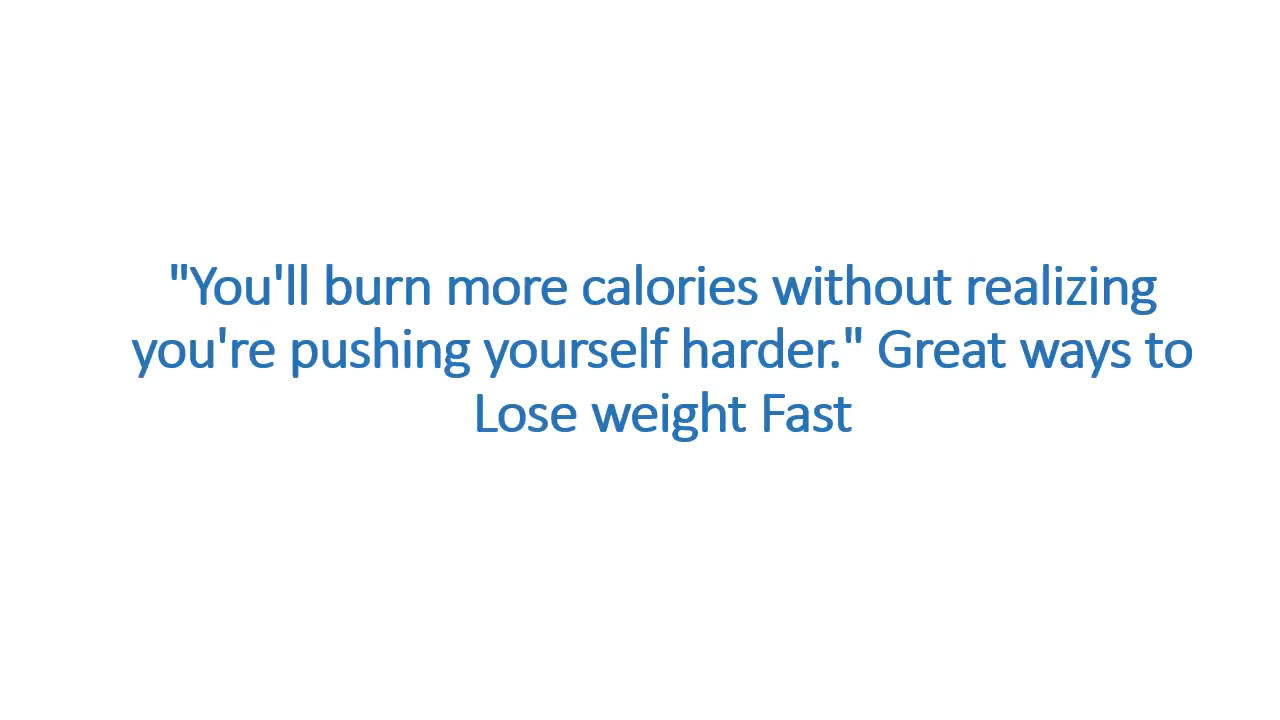 "You'll burn more calories without realizing
you're pushing yourself harder." Great ways to
Lose weight Fast